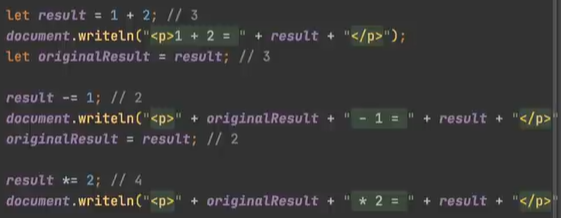 let result = 1 + 2; // 3
document.writeln("<p>1 + 2 = " + result + "</p>");
let originalResult = result; // 3
result -= 1; // 2
document.writeln("<p>" + originalResult + " - 1 = " + result + "</p>"
originalResult = result; // 2
result *= 2; // 4
document.writeln("<p>" + originalResult + " * 2 = " + result + "</p>"